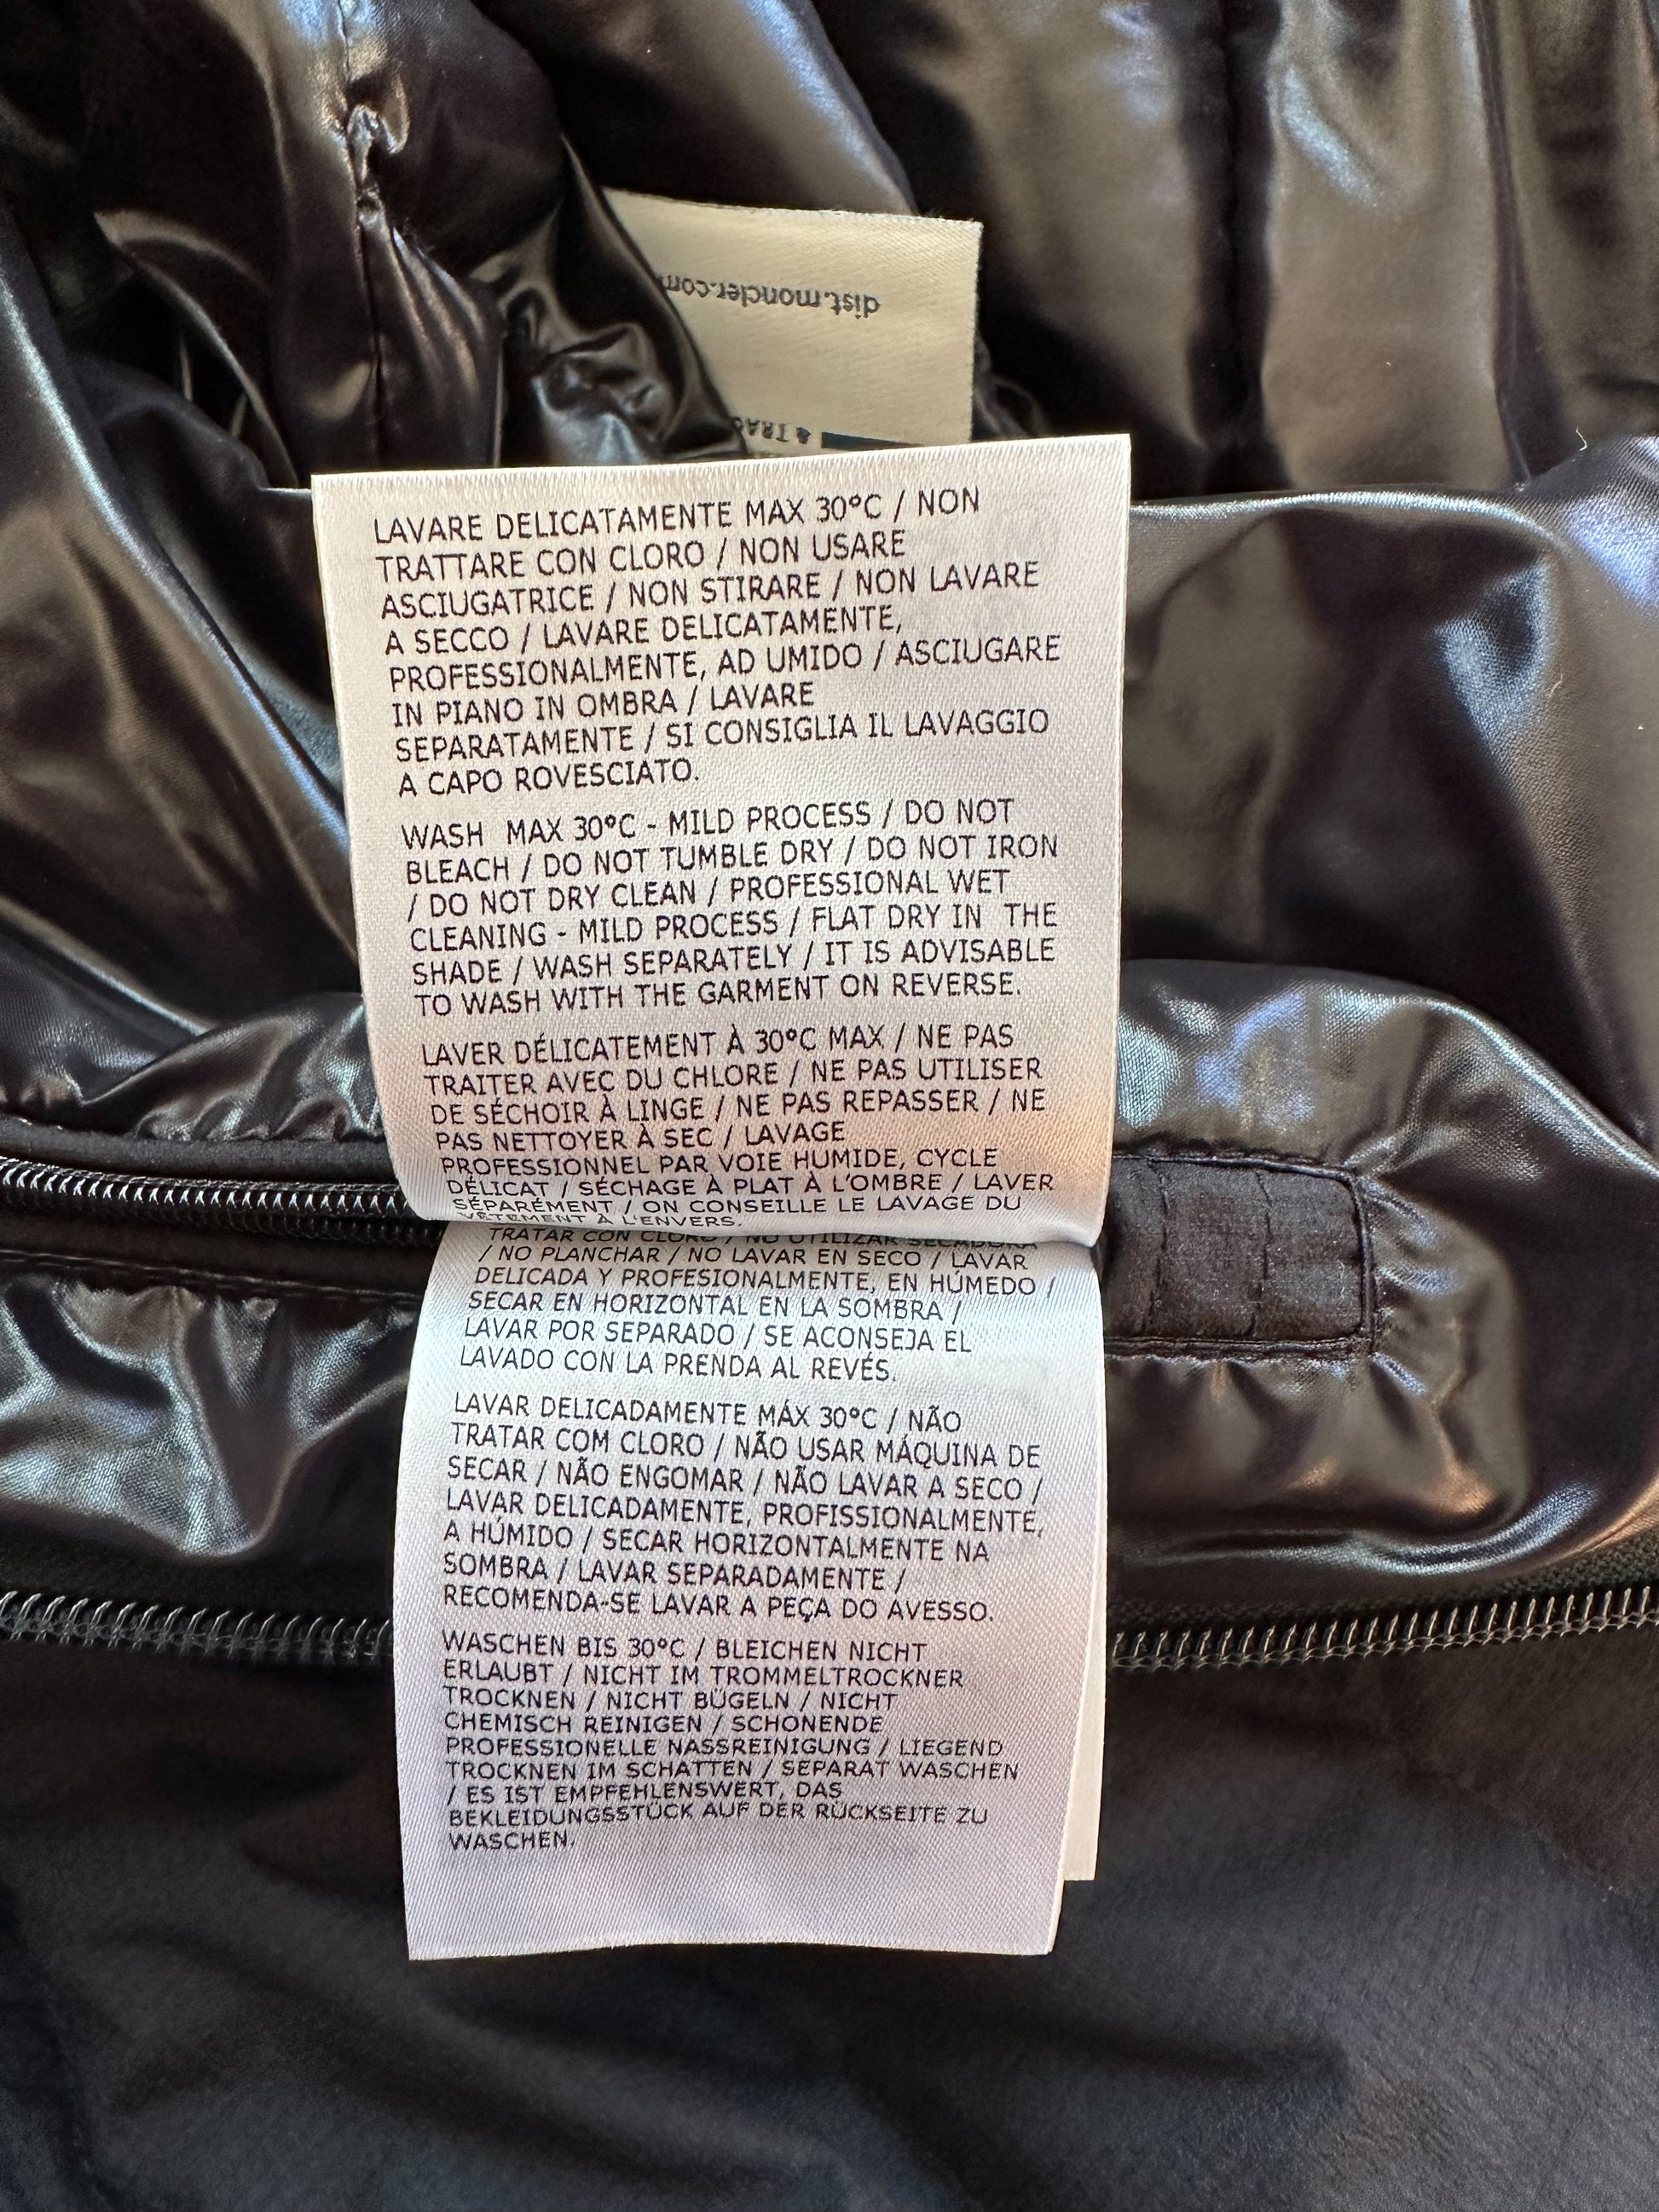 dist.moncler.com
& TRAC
LAVARE DELICATAMENTE MAX 30°C / NON
TRATTARE CON CLORO / NON USARE
ASCIUGATRICE / NON STIRARE / NON LAVARE
A SECCO / LAVARE DELICATAMENTE,
PROFESSIONALMENTE, AD UMIDO / ASCIUGARE
IN PIANO IN OMBRA / LAVARE
SEPARATAMENTE / SI CONSIGLIA IL LAVAGGIO
A CAPO ROVESCIATO.
WASH MAX 30°C - MILD PROCESS / DO NOT
BLEACH / DO NOT TUMBLE DRY / DO NOT IRON
/ DO NOT DRY CLEAN / PROFESSIONAL WET
CLEANING - MILD PROCESS / FLAT DRY IN THE
SHADE / WASH SEPARATELY / IT IS ADVISABLE
TO WASH WITH THE GARMENT ON REVERSE.
LAVER DÉLICATEMENT À 30°C MAX / NE PAS
TRAITER AVEC DU CHLORE / NE PAS UTILISER
DE SÉCHOIR À LINGE / NE PAS REPASSER / NE
PAS NETTOYER À SEC / LAVAGE
PROFESSIONNEL PAR VOIE HUMIDE, CYCLE
DÉLICAT / SÉCHAGE À PLAT À L'OMBRE / LAVER
SÉPARÉMENT / ON CONSEILLE LE LAVAGE DU
VÊTEMENT À L'ENVERS.
TRATAR CON CLORO / NO UTILIZAR SECADORA
/ NO PLANCHAR / NO LAVAR EN SECO / LAVAR
DELICADA Y PROFESIONALMENTE, EN HÚMEDO /
SECAR EN HORIZONTAL EN LA SOMBRA /
LAVAR POR SEPARADO / SE ACONSEJA EL
LAVADO CON LA PRENDA AL REVÉS.
LAVAR DELICADAMENTE MÁX 30°C / NÃO
TRATAR COM CLORO / NÃO USAR MÁQUINA DE
SECAR / NÃO ENGOMAR / NÃO LAVAR A SECO /
LAVAR DELICADAMENTE, PROFISSIONALMENTE,
A HÚMIDO / SECAR HORIZONTALMENTE NA
SOMBRA / LAVAR SEPARADAMENTE /
RECOMENDA-SE LAVAR A PEÇA DO AVESSO.
WASCHEN BIS 30°C / BLEICHEN NICHT
ERLAUBT / NICHT IM TROMMELTROCKNER
TROCKNEN / NICHT BÜGELN / NICHT
CHEMISCH REINIGEN / SCHONENDE
PROFESSIONELLE NASSREINIGUNG / LIEGEND
TROCKNEN IM SCHATTEN / SEPARAT WASCHEN
/ ES IST EMPFEHLENSWERT, DAS
BEKLEIDUNGSSTÜCK AUF DER RÜCKSEITE ZU
WASCHEN.